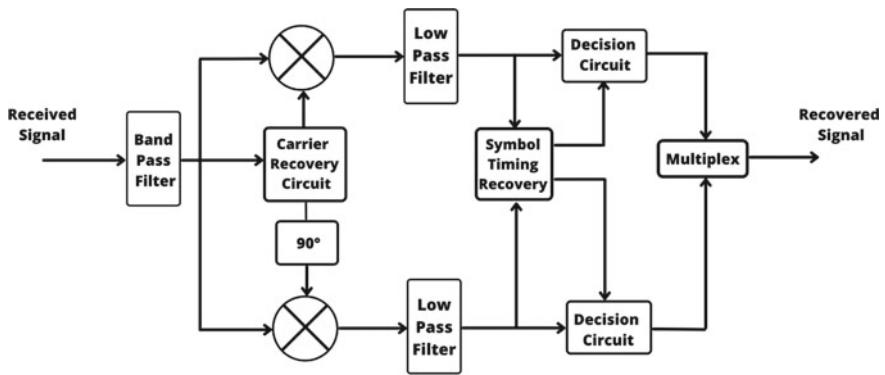 Low
Pass
Filter
Decision
Circuit
Received
Signal
Band
Pass
Filter
Carrier
Recovery
Circuit
Symbol
Timing
Recovery
Multiplex
Recovered
Signal
90°
Low
Pass
Filter
Decision
Circuit